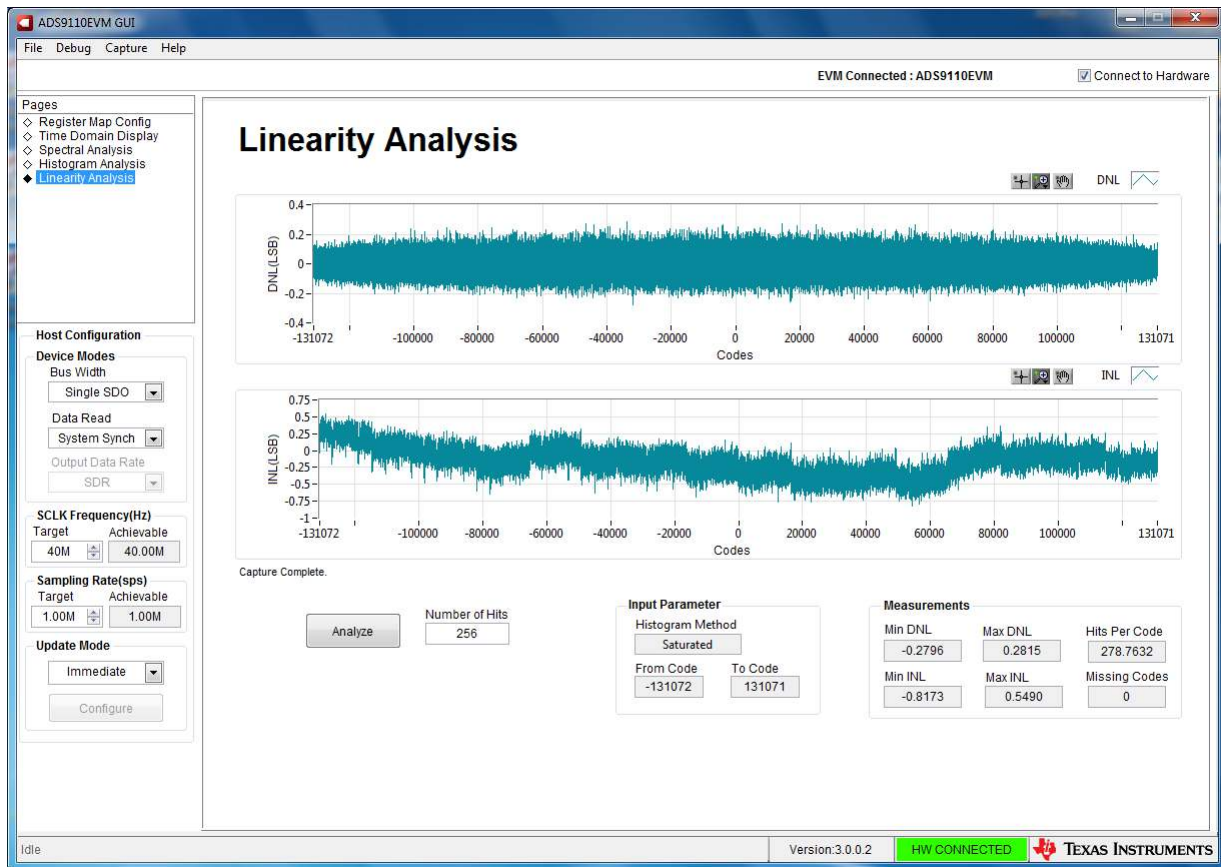 ADS9110EVM GUI
File Debug Capture Help
EVM Connected : ADS9110EVM
Connect to Hardware
Pages
Register Map Config
Time Domain Display
Spectral Analysis
Histogram Analysis
Linearity Analysis
Host Configuration
Device Modes
Bus Width
Single SDO
Data Read
System Synch
Output Data Rate
SDR
SCLK Frequency(Hz)
Target Achievable
40M 40.00M
Sampling Rate(sps)
Target Achievable
1.00M 1.00M
Update Mode
Immediate
Configure
Linearity Analysis
DNL
DNL(LSB)
0.4
0.2
0
-0.2
-0.4
-131072 -100000 -80000 -60000 -40000 -20000 0 20000 40000 60000 80000 100000 131071
Codes
INL
INL(LSB)
0.75
0.5
0.25
0
-0.25
-0.5
-0.75
-1
-131072 -100000 -80000 -60000 -40000 -20000 0 20000 40000 60000 80000 100000 131071
Codes
Capture Complete.
Analyze
Number of Hits
256
Input Parameter
Histogram Method
Saturated
From Code To Code
-131072 131071
Measurements
Min DNL Max DNL Hits Per Code
-0.2796 0.2815 278.7632
Min INL Max INL Missing Codes
-0.8173 0.5490 0
Idle
Version:3.0.0.2
HW CONNECTED
TEXAS INSTRUMENTS